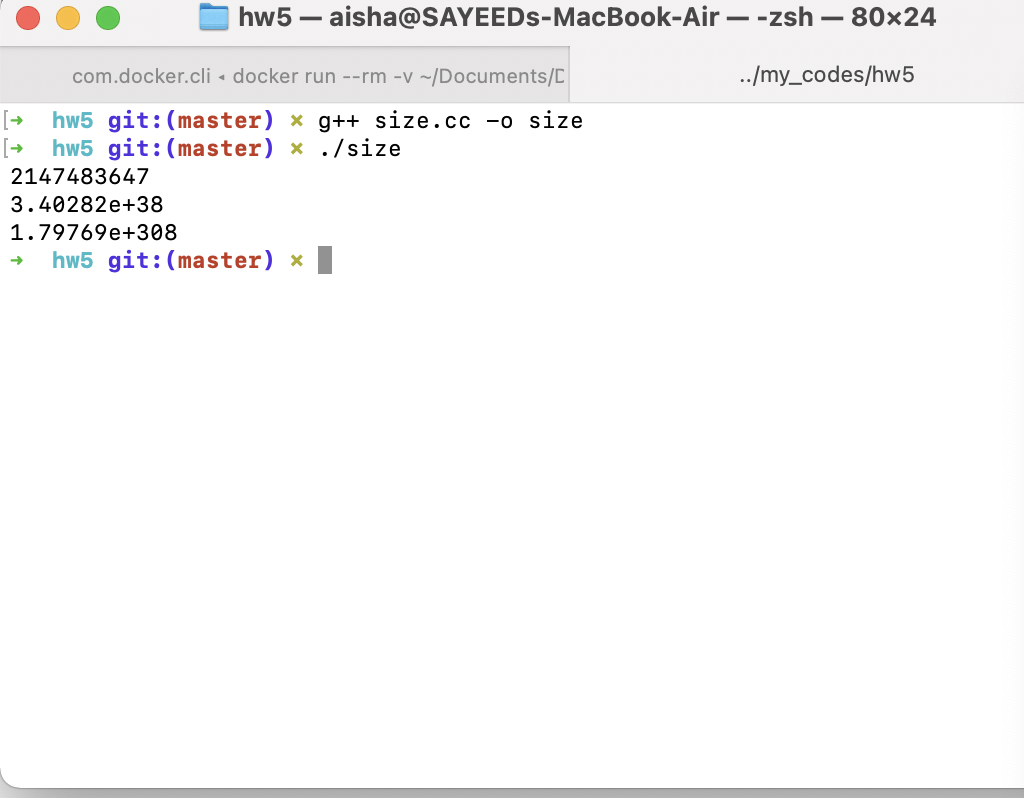 hw5 — aisha@SAYEEDs-MacBook-Air — -zsh — 80×24
com.docker.cli ◂ docker run --rm -v ~/Documents/D
../my_codes/hw5
[➜  hw5 git:(master) ✗ g++ size.cc -o size
[➜  hw5 git:(master) ✗ ./size
2147483647
3.40282e+38
1.79769e+308
➜  hw5 git:(master) ✗